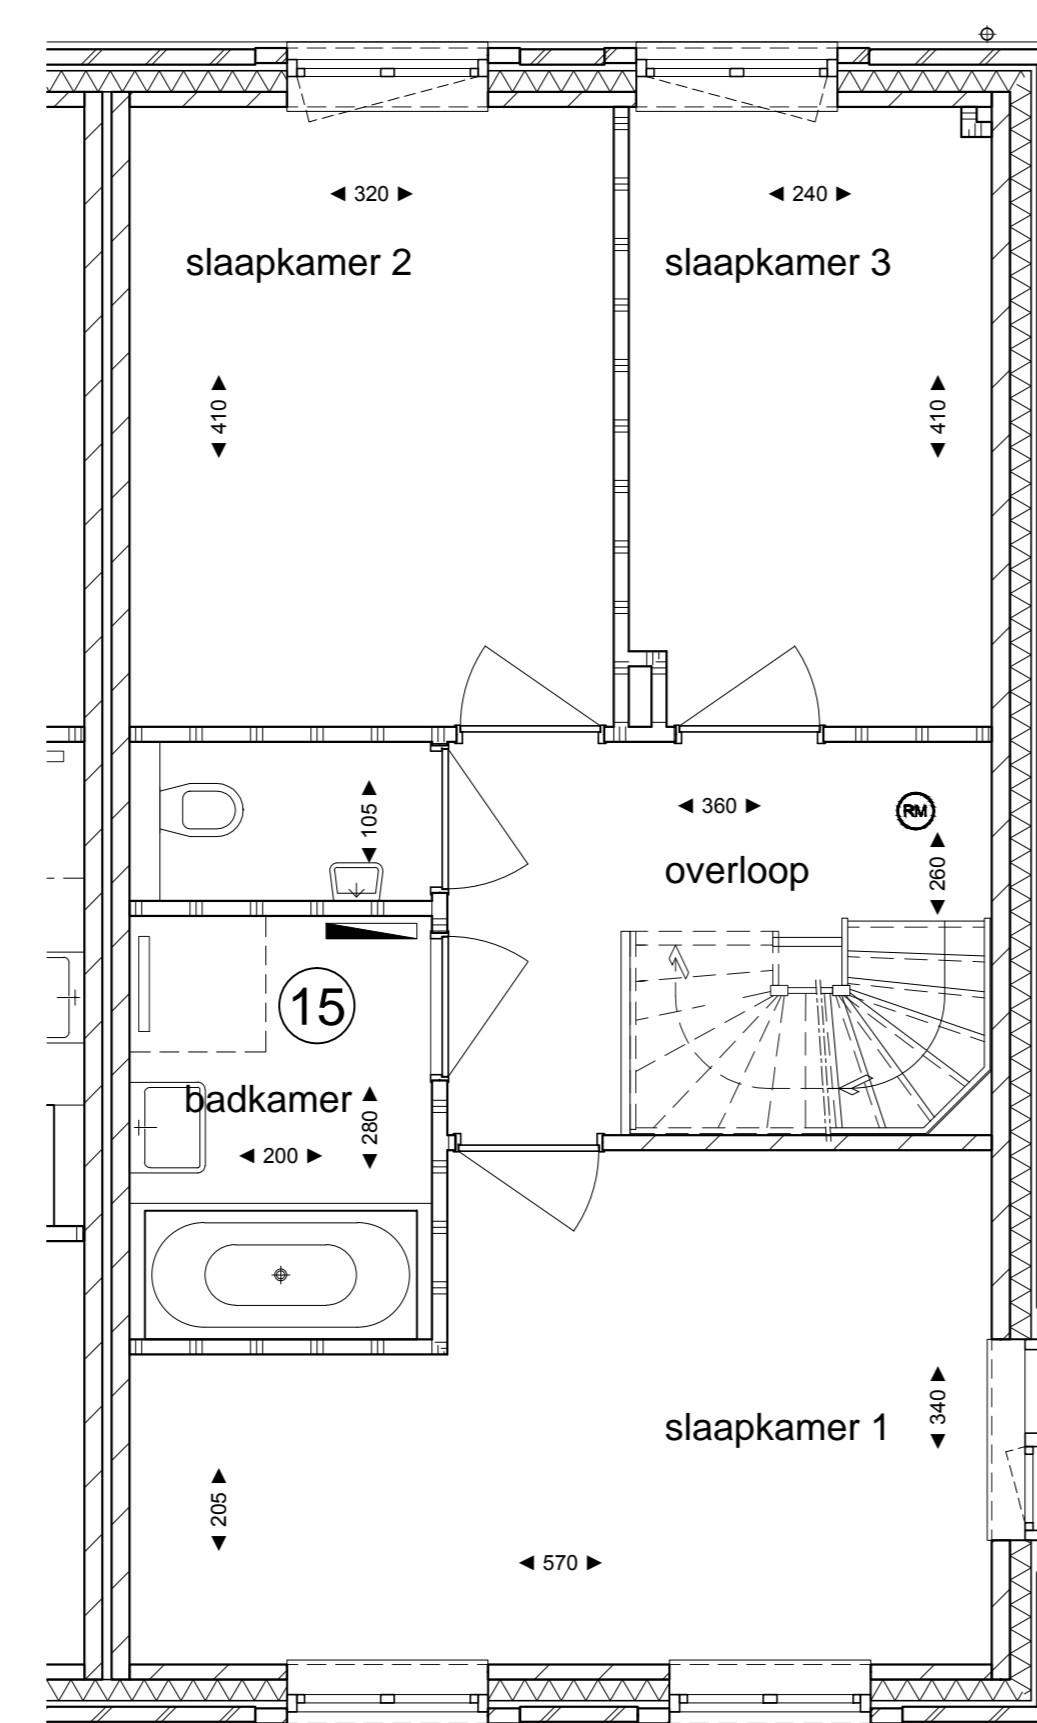 ◄ 320 ►
◄ 240 ►
slaapkamer 2
slaapkamer 3
◄ 410 ►
◄ 410 ►
◄ 105 ►
◄ 360 ►
RM
overloop
◄ 260 ►
15
badkamer
◄ 280 ►
◄ 200 ►
slaapkamer 1
◄ 340 ►
◄ 205 ►
◄ 570 ►